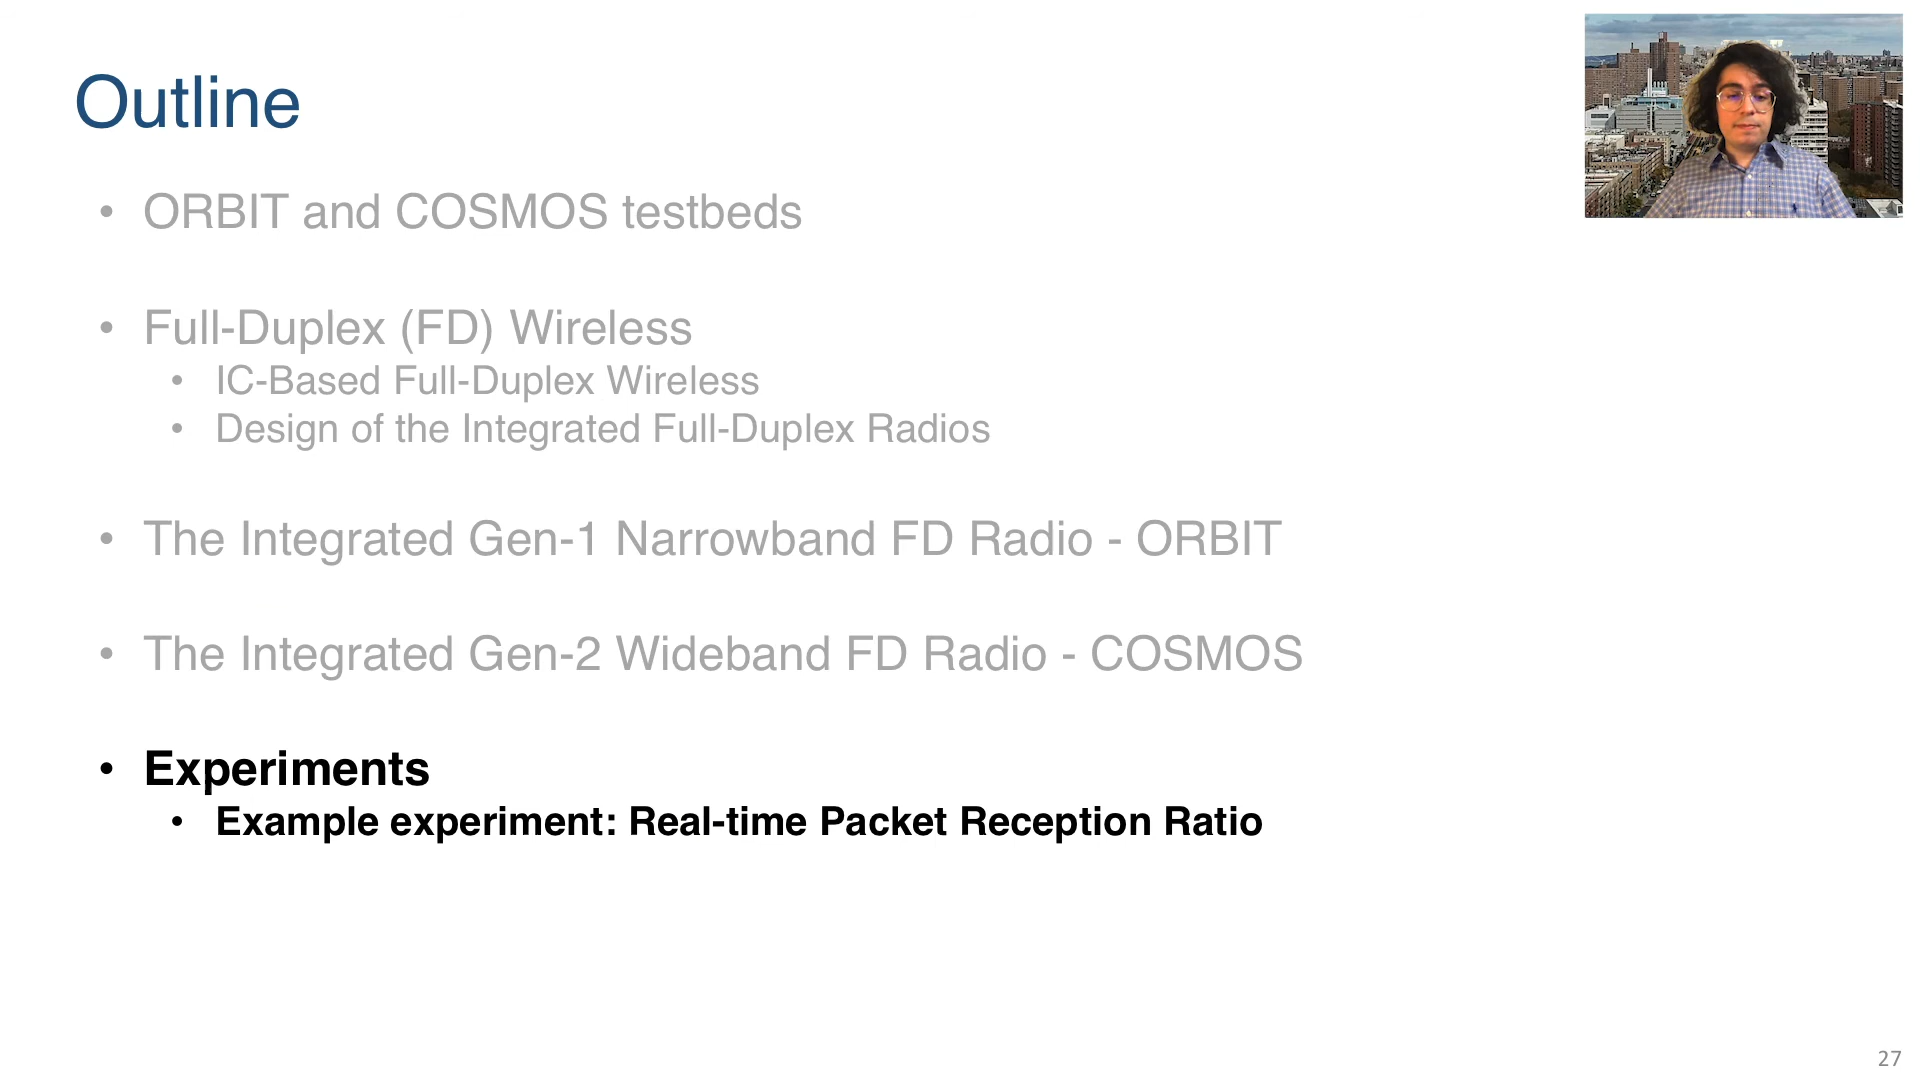 Outline
• ORBIT and COSMOS testbeds
• Full-Duplex (FD) Wireless
• IC-Based Full-Duplex Wireless
• Design of the Integrated Full-Duplex Radios
• The Integrated Gen-1 Narrowband FD Radio - ORBIT
• The Integrated Gen-2 Wideband FD Radio - COSMOS
• Experiments
• Example experiment: Real-time Packet Reception Ratio
27